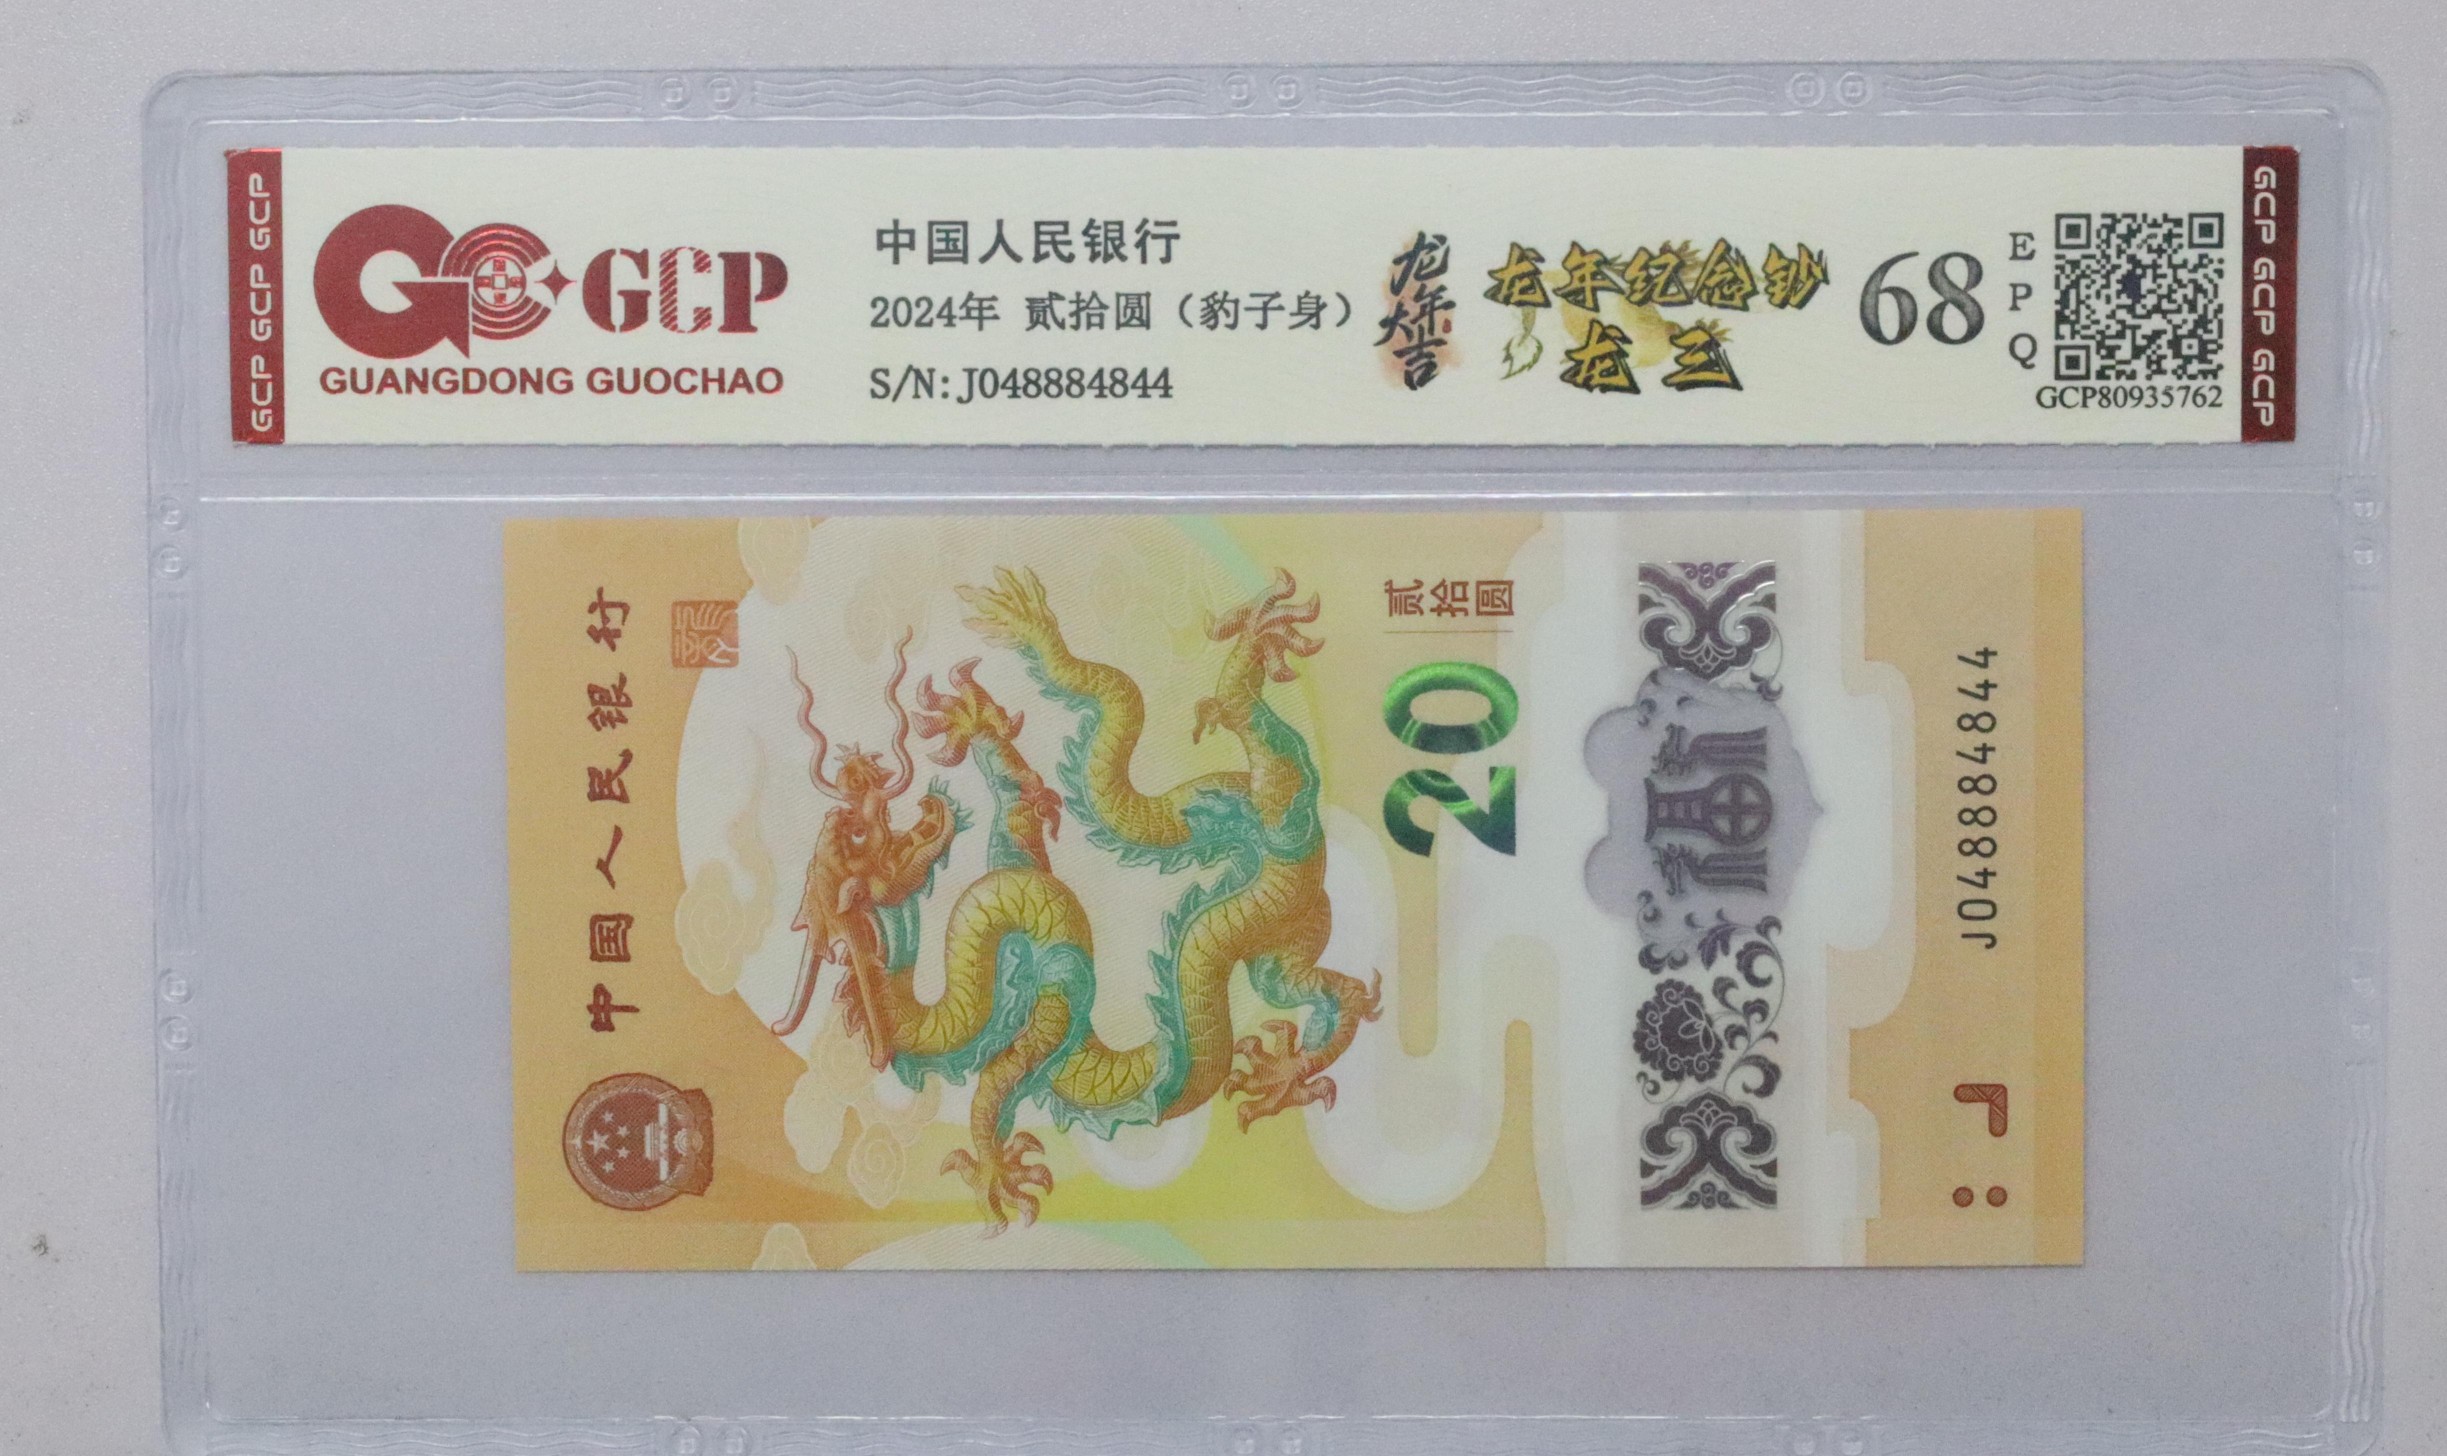 GCP GCP GCP
GCP
GUANGDONG GUOCHAO
中国人民银行
2024年 贰拾圆（豹子身）
S/N:J048884844
龙年大吉
龙年纪念钞
龙三
68
EPQ
GCP80935762
GCP GCP GCP
中国人民银行
贰拾圆
20
J048884844